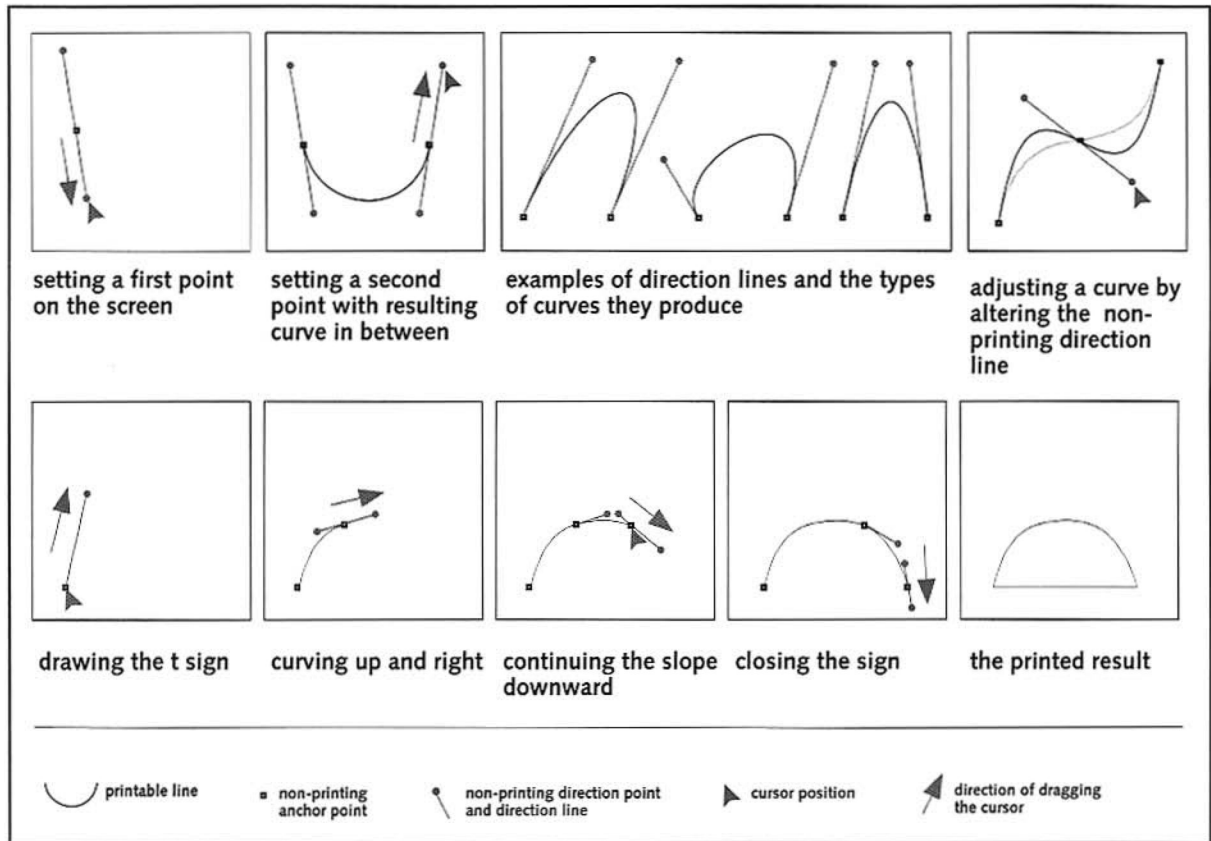 setting a first point
on the screen
setting a second
point with resulting
curve in between
examples of direction lines and the types
of curves they produce
adjusting a curve by
altering the non-
printing direction
line
drawing the t sign
curving up and right
continuing the slope
downward
closing the sign
the printed result
printable line
non-printing
anchor point
non-printing direction point
and direction line
cursor position
direction of dragging
the cursor